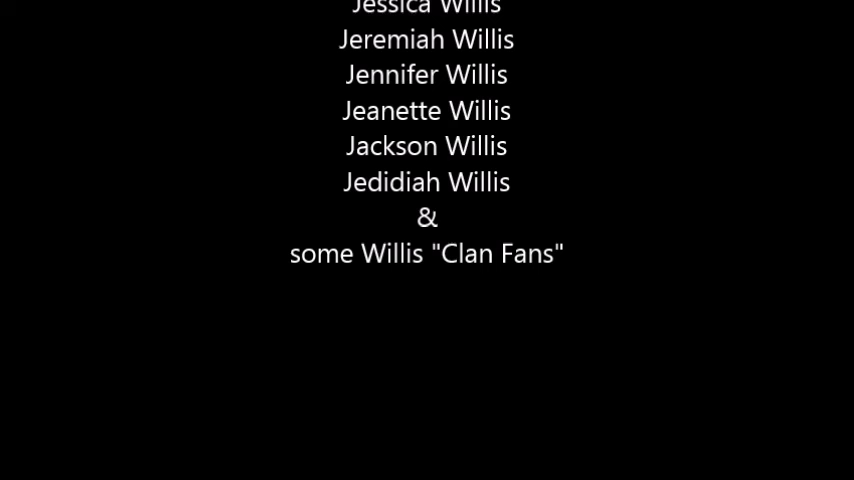 Jessica Willis
Jeremiah Willis
Jennifer Willis
Jeanette Willis
Jackson Willis
Jedidiah Willis
&
some Willis "Clan Fans"